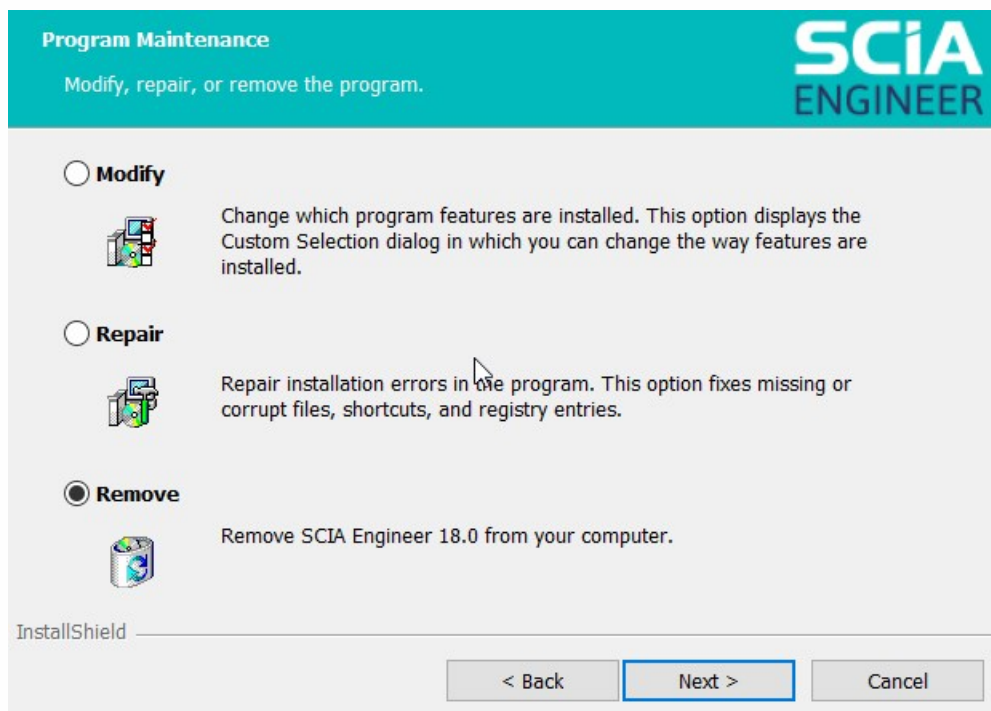 Program Maintenance
Modify, repair, or remove the program.
SCiA
ENGINEER
Modify
Change which program features are installed. This option displays the
Custom Selection dialog in which you can change the way features are
installed.
Repair
Repair installation errors in the program. This option fixes missing or
corrupt files, shortcuts, and registry entries.
Remove
Remove SCIA Engineer 18.0 from your computer.
InstallShield
< Back Next > Cancel